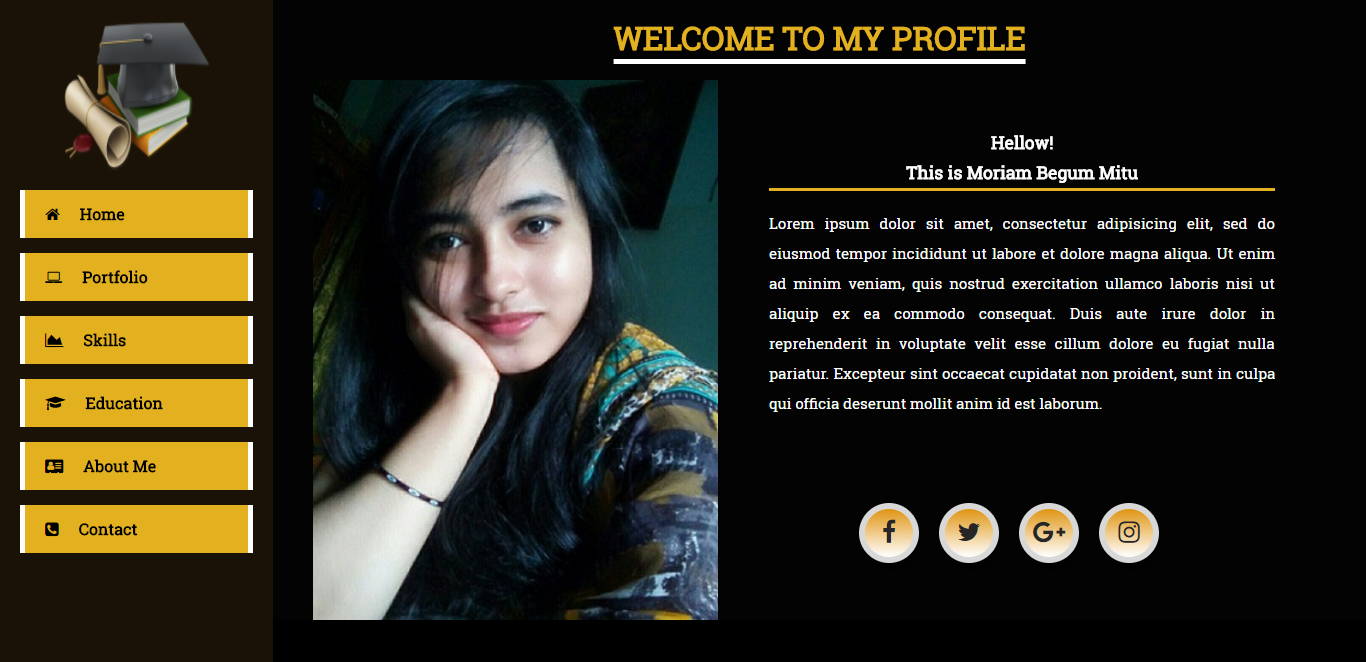 WELCOME TO MY PROFILE
Home
Portfolio
Skills
Education
About Me
Contact
Hellow!
This is Moriam Begum Mitu
Lorem ipsum dolor sit amet, consectetur adipisicing elit, sed do
eiusmod tempor incididunt ut labore et dolore magna aliqua. Ut enim
ad minim veniam, quis nostrud exercitation ullamco laboris nisi ut
aliquip ex ea commodo consequat. Duis aute irure dolor in
reprehenderit in voluptate velit esse cillum dolore eu fugiat nulla
pariatur. Excepteur sint occaecat cupidatat non proident, sunt in culpa
qui officia deserunt mollit anim id est laborum.